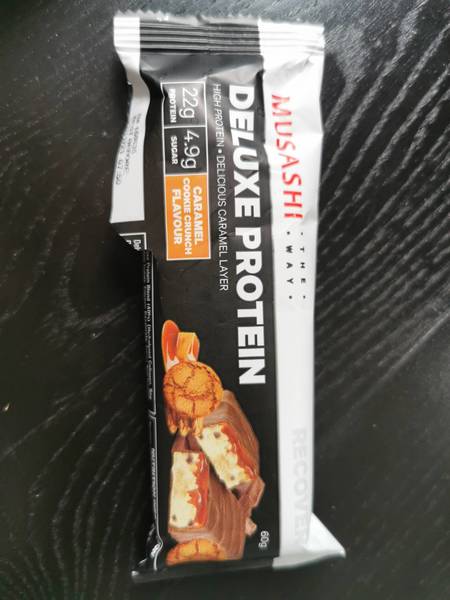 MUSASHI
• THE •
WAY •
DELUXE PROTEIN
HIGH PROTEIN • DELICIOUS CARAMEL LAYER
22g
PROTEIN
4.9g
SUGAR
CARAMEL
COOKIE CRUNCH
FLAVOUR
RECOVER
60g